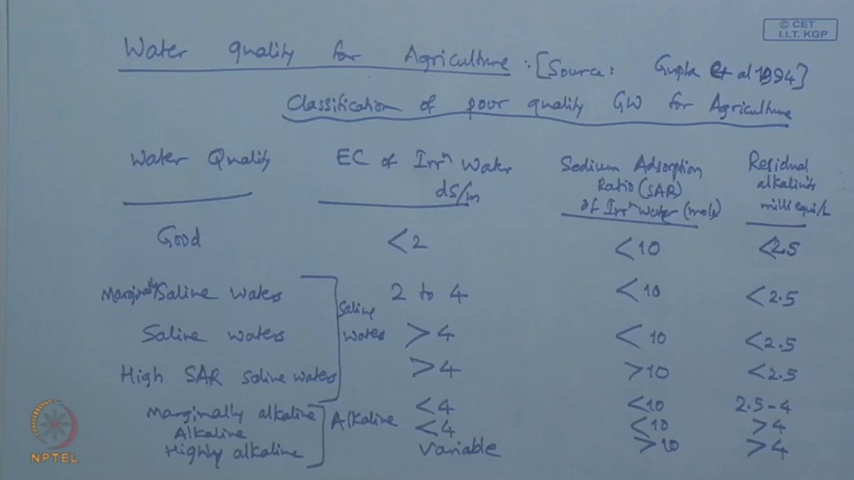 © CET
I.I.T. KGP
Water quality for Agriculture : [Source: Gupta et al 1994]
Classification of poor quality GW for Agriculture
Water Quality EC of Irrⁿ Water dS/m Sodium Adsorption Ratio (SAR) of Irrⁿ Water (mole) Residual alkalinity milli equi/L
Good <2 <10 <2.5
Marginally Saline waters 2 to 4 <10 <2.5
Saline waters >4 <10 <2.5
High SAR saline waters >4 >10 <2.5
Saline waters
Marginally alkaline <4 <10 2.5-4
Alkaline <4 <10 >4
Highly alkaline Variable >10 >4
Alkaline
NPTEL